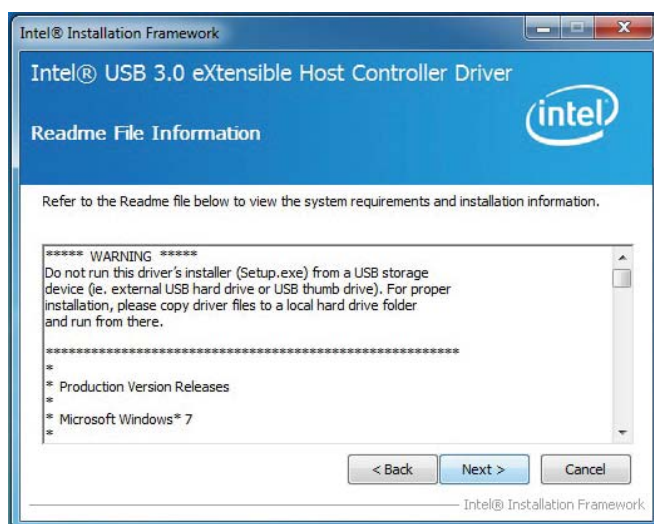 Intel® Installation Framework
Intel® USB 3.0 eXtensible Host Controller Driver
Readme File Information
intel
Refer to the Readme file below to view the system requirements and installation information.
***** WARNING *****
Do not run this driver's installer (Setup.exe) from a USB storage
device (ie. external USB hard drive or USB thumb drive). For proper
installation, please copy driver files to a local hard drive folder
and run from there.
*******************************************************
*
* Production Version Releases
*
* Microsoft Windows* 7
*
< Back
Next >
Cancel
Intel® Installation Framework